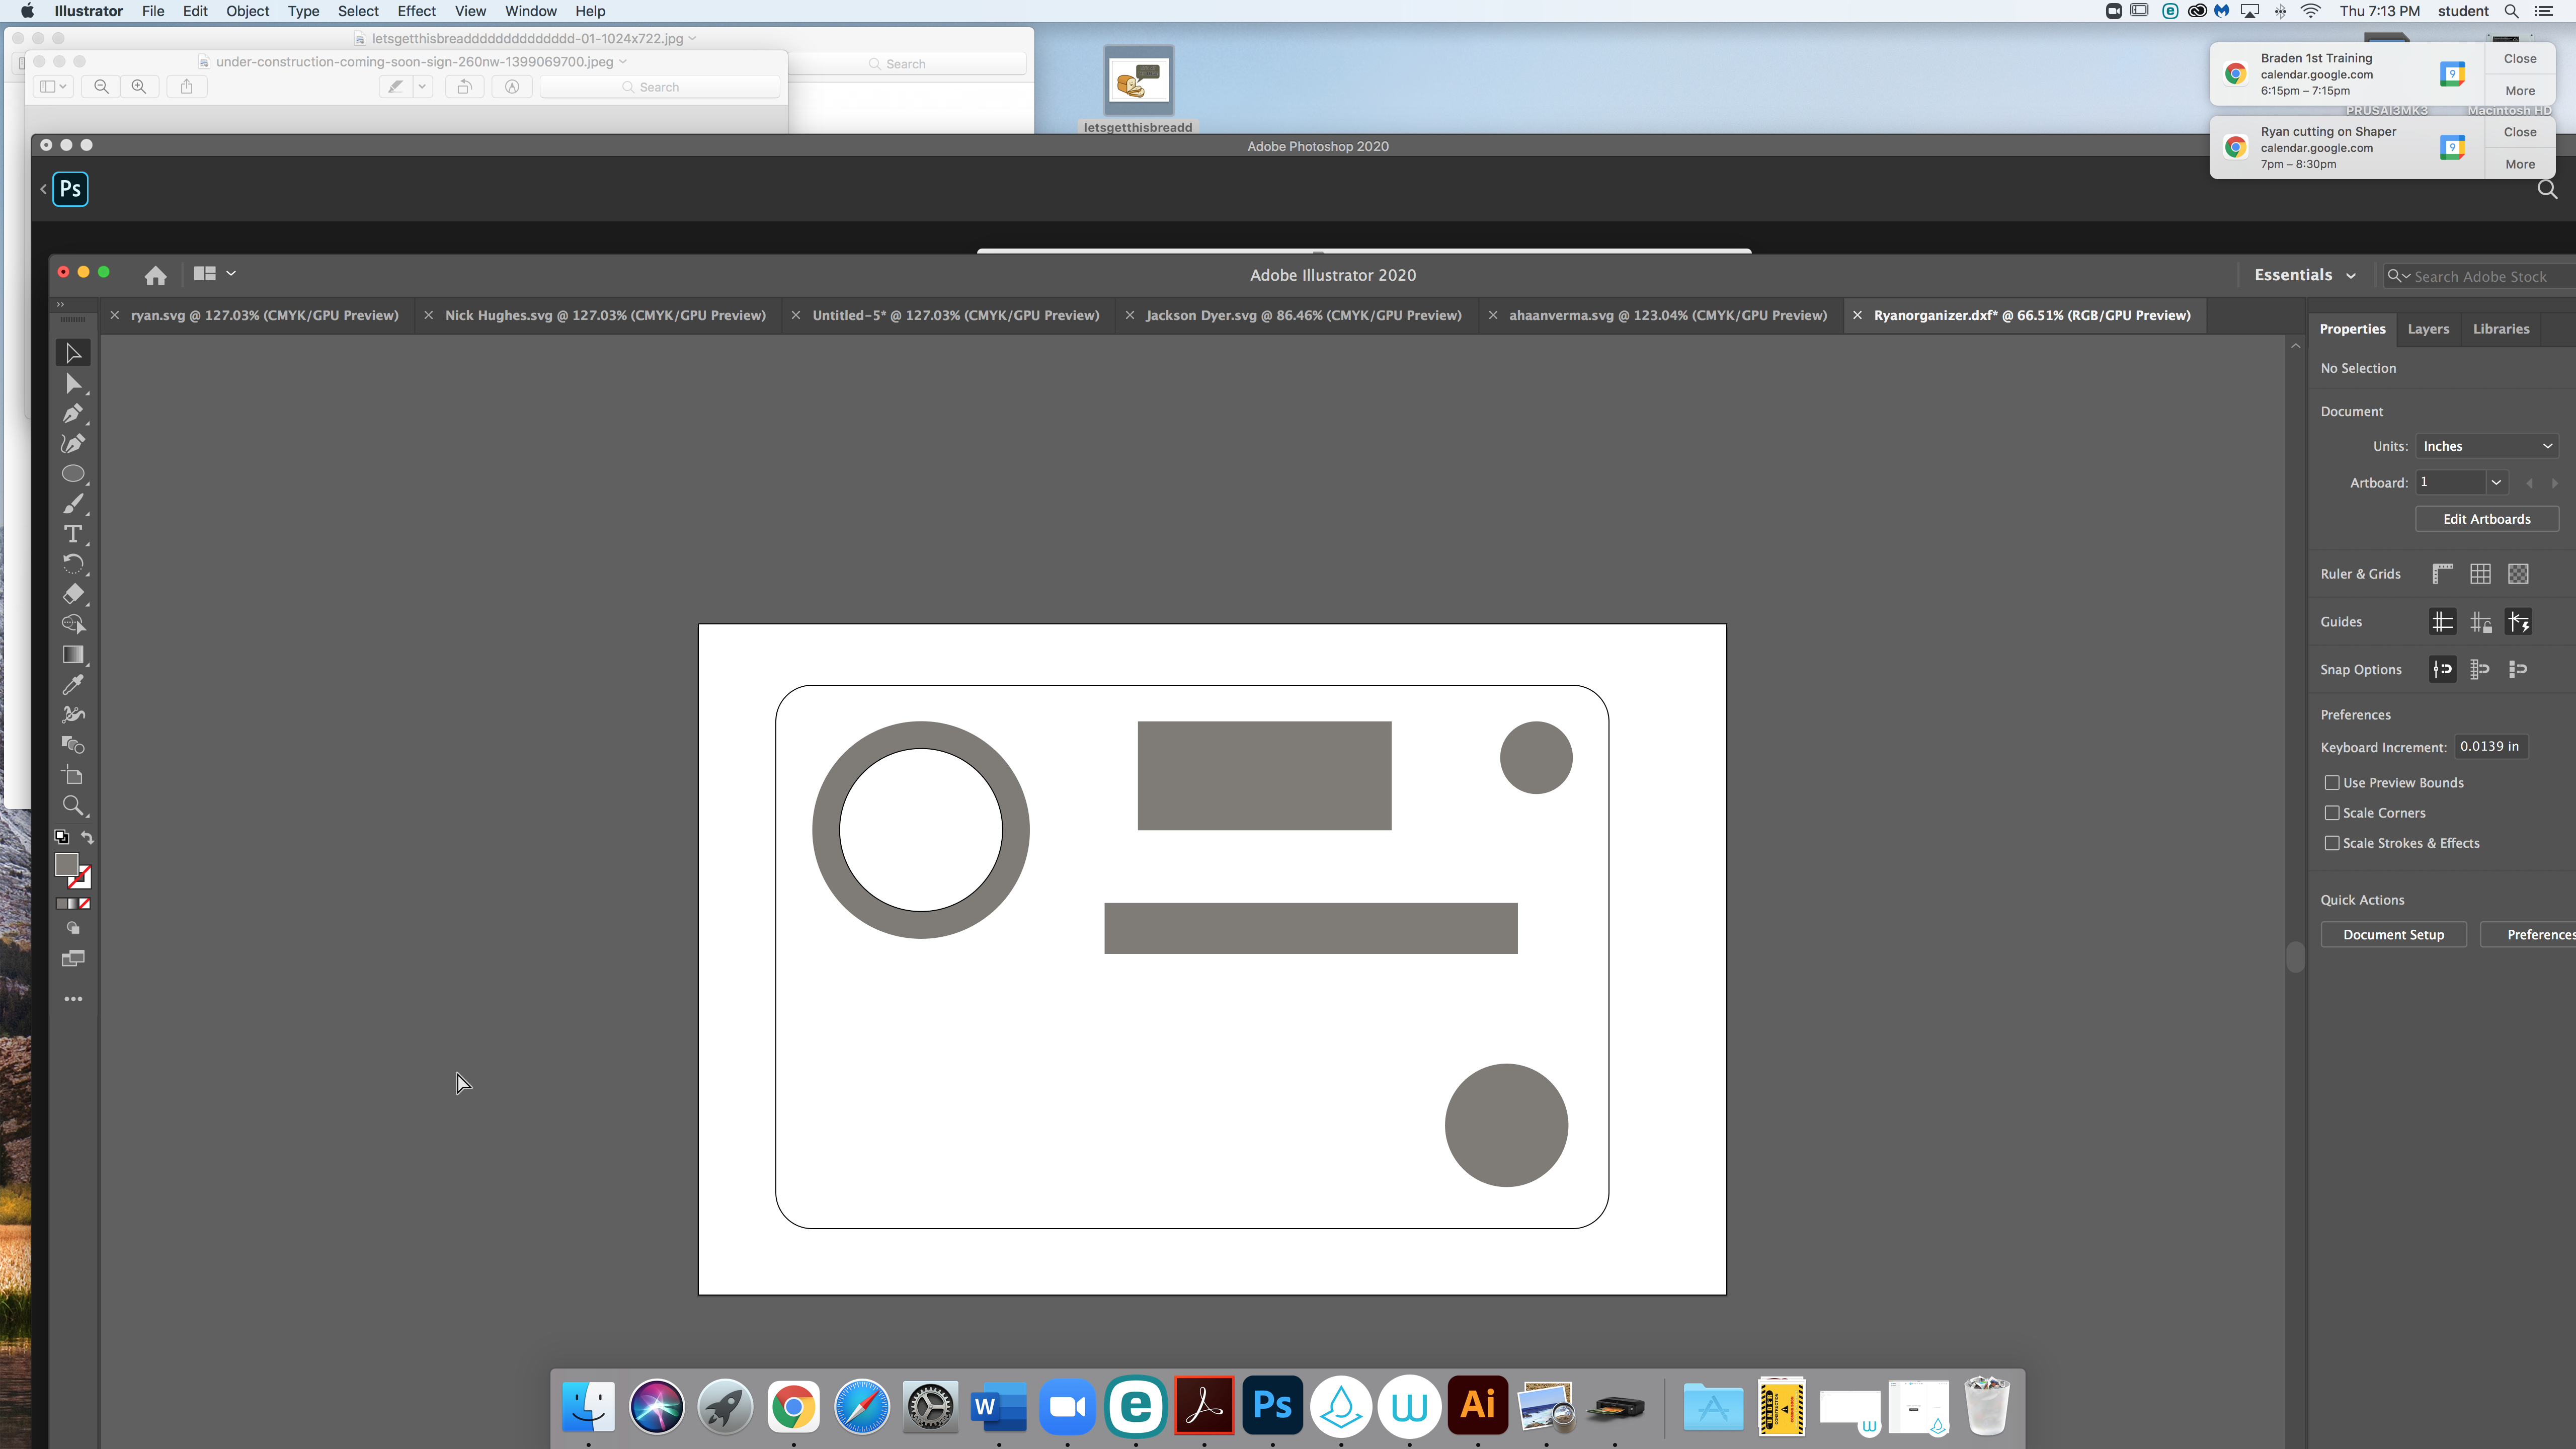 Illustrator File Edit Object Type Select Effect View Window Help
Thu 7:13 PM student
letsgetthisbreaddddddddddddddd-01-1024x722.jpg
Search
under-construction-coming-soon-sign-260nw-1399069700.jpeg
Search
letsgetthisbreadd
Braden 1st Training
calendar.google.com
6:15pm – 7:15pm
Close
More
PRUSAI3MK3
Macintosh HD
Ryan cutting on Shaper
calendar.google.com
7pm – 8:30pm
Close
More
Adobe Photoshop 2020
Ps
Adobe Illustrator 2020
Essentials
Search Adobe Stock
ryan.svg @ 127.03% (CMYK/GPU Preview)
Nick Hughes.svg @ 127.03% (CMYK/GPU Preview)
Untitled-5* @ 127.03% (CMYK/GPU Preview)
Jackson Dyer.svg @ 86.46% (CMYK/GPU Preview)
ahaanverma.svg @ 123.04% (CMYK/GPU Preview)
Ryanorganizer.dxf* @ 66.51% (RGB/GPU Preview)
Properties Layers Libraries
No Selection
Document
Units: Inches
Artboard: 1
Edit Artboards
Ruler & Grids
Guides
Snap Options
Preferences
Keyboard Increment: 0.0139 in
Use Preview Bounds
Scale Corners
Scale Strokes & Effects
Quick Actions
Document Setup
Preferences
W
e
Ps
W
Ai